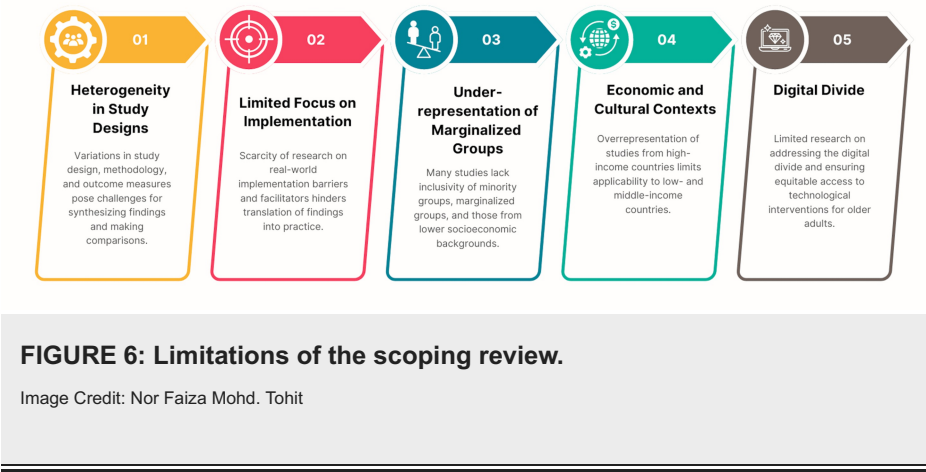 01
Heterogeneity
in Study
Designs
Variations in study
design, methodology,
and outcome measures
pose challenges for
synthesizing findings
and making
comparisons.
02
Limited Focus on
Implementation
Scarcity of research on
real-world
implementation barriers
and facilitators hinders
translation of findings
into practice.
03
Under-
representation of
Marginalized
Groups
Many studies lack
inclusivity of minority
groups, marginalized
groups, and those from
lower socioeconomic
backgrounds.
04
Economic and
Cultural Contexts
Overrepresentation of
studies from high-
income countries limits
applicability to low- and
middle-income
countries.
05
Digital Divide
Limited research on
addressing the digital
divide and ensuring
equitable access to
technological
interventions for older
adults.
FIGURE 6: Limitations of the scoping review.
Image Credit: Nor Faiza Mohd. Tohit